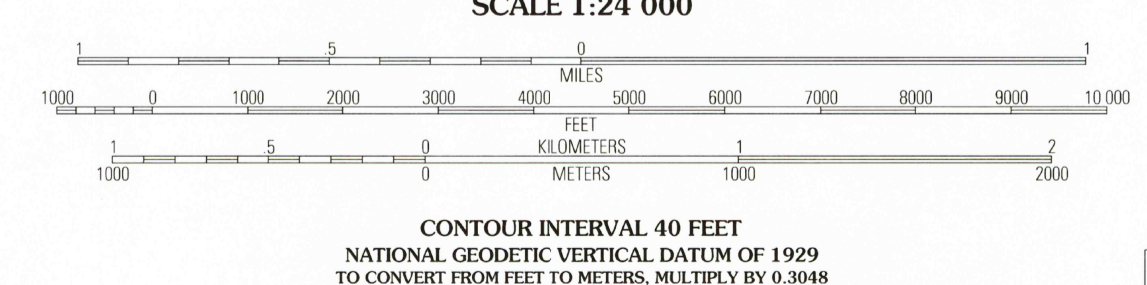 SCALE 1:24 000
1 .5 0 1
MILES
1000 0 1000 2000 3000 4000 5000 6000 7000 8000 9000 10 000
FEET
1 .5 0 KILOMETERS 1 2
1000 0 METERS 1000 2000
CONTOUR INTERVAL 40 FEET
NATIONAL GEODETIC VERTICAL DATUM OF 1929
TO CONVERT FROM FEET TO METERS, MULTIPLY BY 0.3048